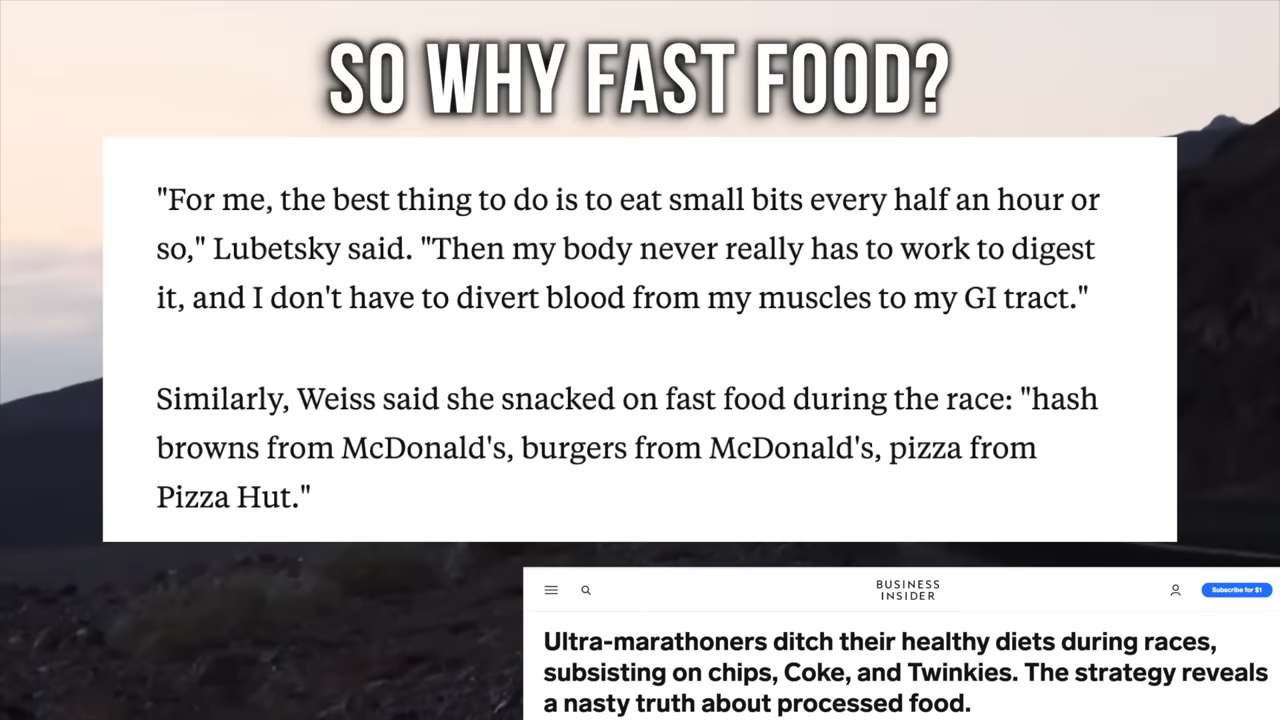 SO WHY FAST FOOD?
"For me, the best thing to do is to eat small bits every half an hour or
so," Lubetsky said. "Then my body never really has to work to digest
it, and I don't have to divert blood from my muscles to my GI tract."
Similarly, Weiss said she snacked on fast food during the race: "hash
browns from McDonald's, burgers from McDonald's, pizza from
Pizza Hut."
BUSINESS
INSIDER
Subscribe for $1
Ultra-marathoners ditch their healthy diets during races,
subsisting on chips, Coke, and Twinkies. The strategy reveals
a nasty truth about processed food.